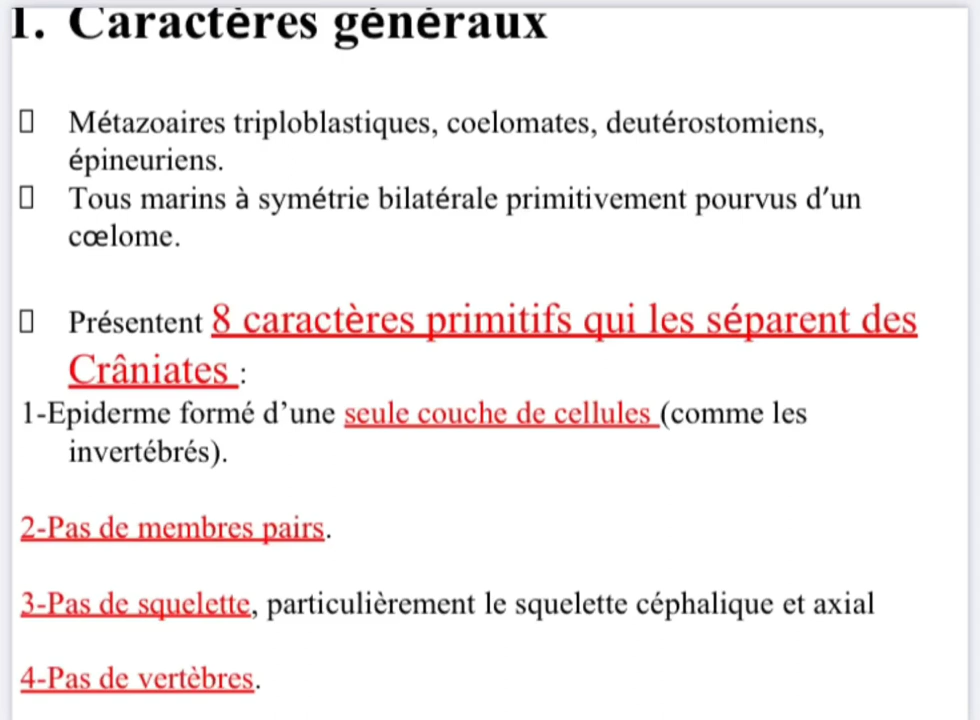 1. Caractères généraux
Métazoaires triploblastiques, coelomates, deutérostomiens,
épineuriens.
Tous marins à symétrie bilatérale primitivement pourvus d’un
cœlome.
Présentent 8 caractères primitifs qui les séparent des
Crâniates :
1-Epiderme formé d’une seule couche de cellules (comme les
invertébrés).
2-Pas de membres pairs.
3-Pas de squelette, particulièrement le squelette céphalique et axial
4-Pas de vertèbres.